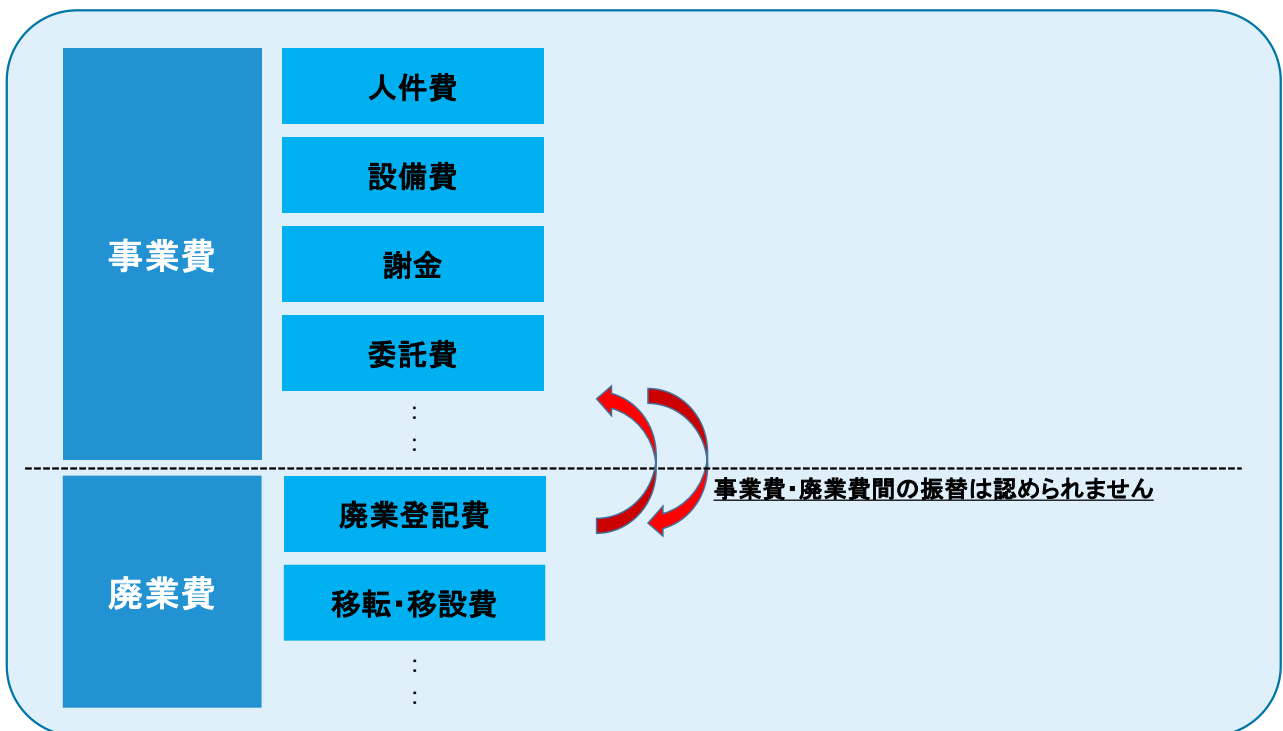 事業費
人件費
設備費
謝金
委託費
:
:
事業費・廃業費間の振替は認められません
廃業費
廃業登記費
移転・移設費
:
: